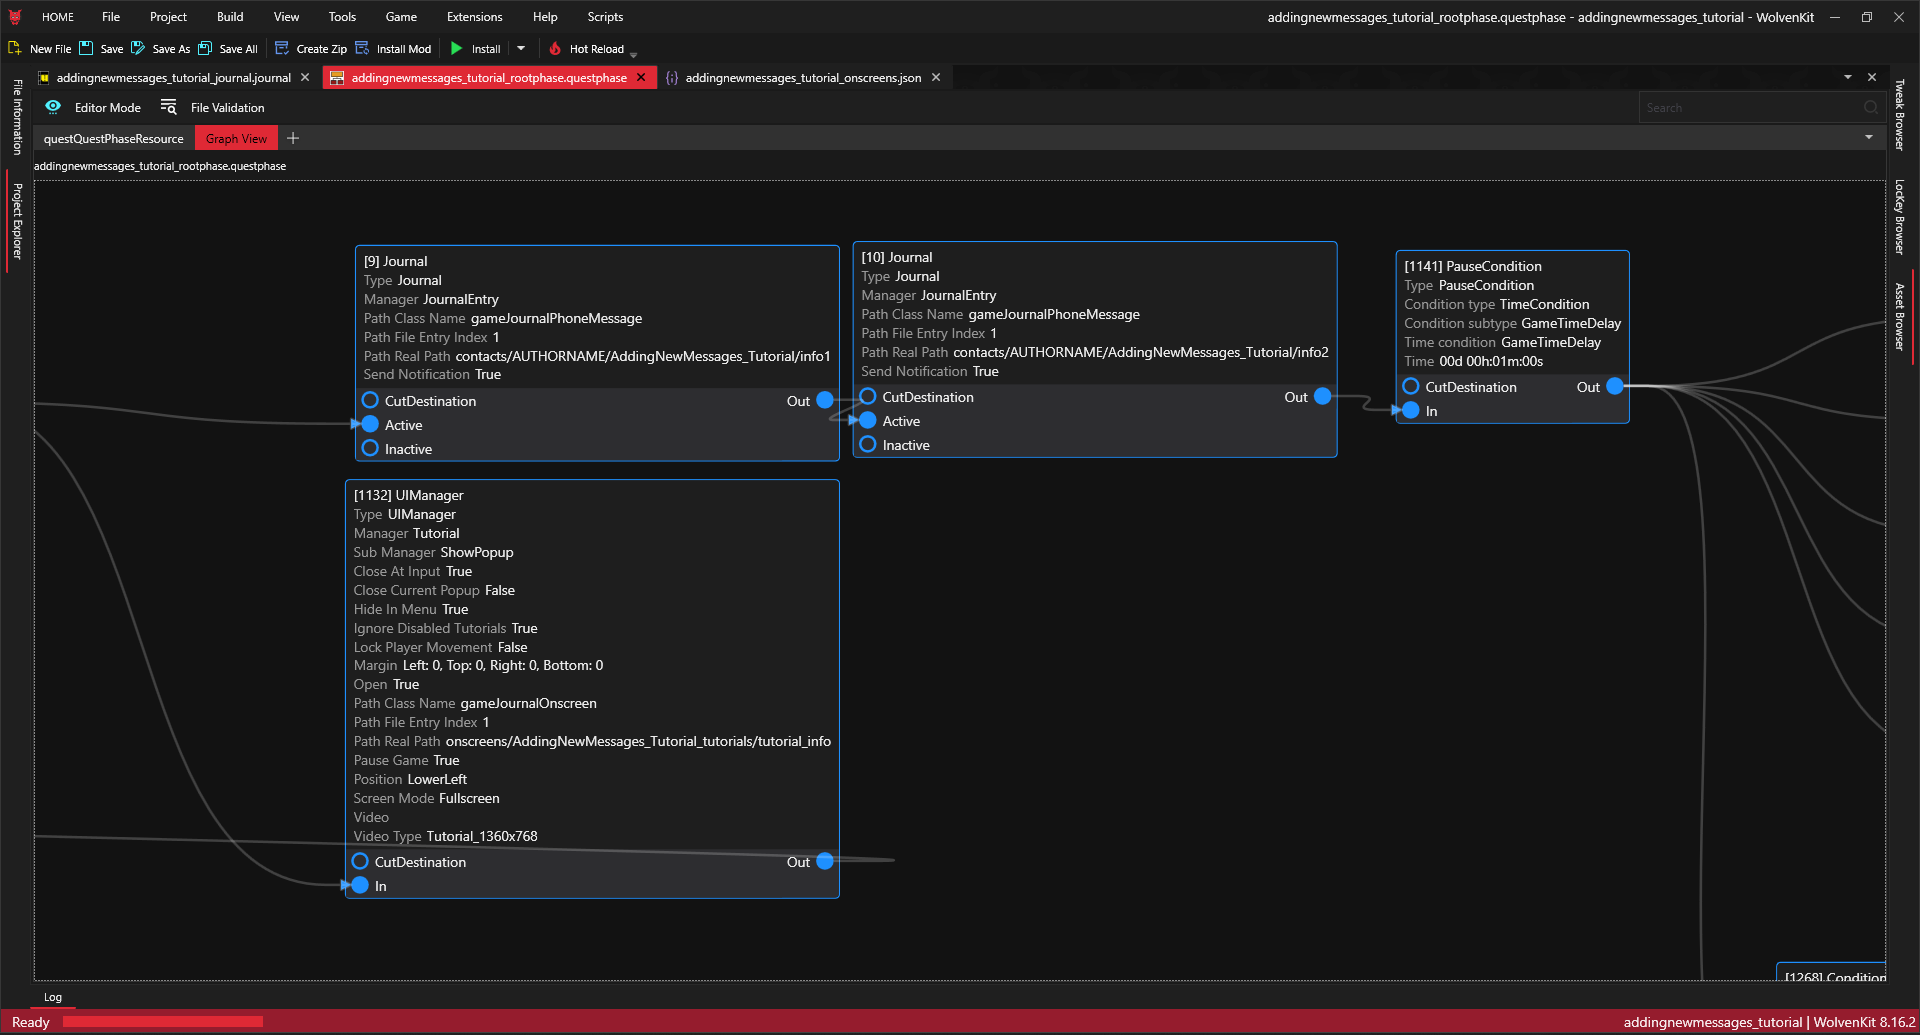 HOME File Project Build View Tools Game Extensions Help Scripts
addingnewmessages_tutorial_rootphase.questphase - addingnewmessages_tutorial - WolvenKit
New File Save Save As Save All Create Zip Install Mod Install Hot Reload
addingnewmessages_tutorial_journal.journal addingnewmessages_tutorial_rootphase.questphase addingnewmessages_tutorial_onscreens.json
File Information
Project Explorer
Editor Mode File Validation
Search
questQuestPhaseResource Graph View
addingnewmessages_tutorial_rootphase.questphase
[9] Journal
Type Journal
Manager JournalEntry
Path Class Name gameJournalPhoneMessage
Path File Entry Index 1
Path Real Path contacts/AUTHORNAME/AddingNewMessages_Tutorial/info1
Send Notification True
CutDestination Out
Active
Inactive
[10] Journal
Type Journal
Manager JournalEntry
Path Class Name gameJournalPhoneMessage
Path File Entry Index 1
Path Real Path contacts/AUTHORNAME/AddingNewMessages_Tutorial/info2
Send Notification True
CutDestination Out
Active
Inactive
[1141] PauseCondition
Type PauseCondition
Condition type TimeCondition
Condition subtype GameTimeDelay
Time condition GameTimeDelay
Time 00d 00h:01m:00s
CutDestination Out
In
[1132] UIManager
Type UIManager
Manager Tutorial
Sub Manager ShowPopup
Close At Input True
Close Current Popup False
Hide In Menu True
Ignore Disabled Tutorials True
Lock Player Movement False
Margin Left: 0, Top: 0, Right: 0, Bottom: 0
Open True
Path Class Name gameJournalOnscreen
Path File Entry Index 1
Path Real Path onscreens/AddingNewMessages_Tutorial_tutorials/tutorial_info
Pause Game True
Position LowerLeft
Screen Mode Fullscreen
Video
Video Type Tutorial_1360x768
CutDestination Out
In
[1268] Condition
Tweak Browser
LocKey Browser
Asset Browser
Log
Ready
addingnewmessages_tutorial | WolvenKit 8.16.2